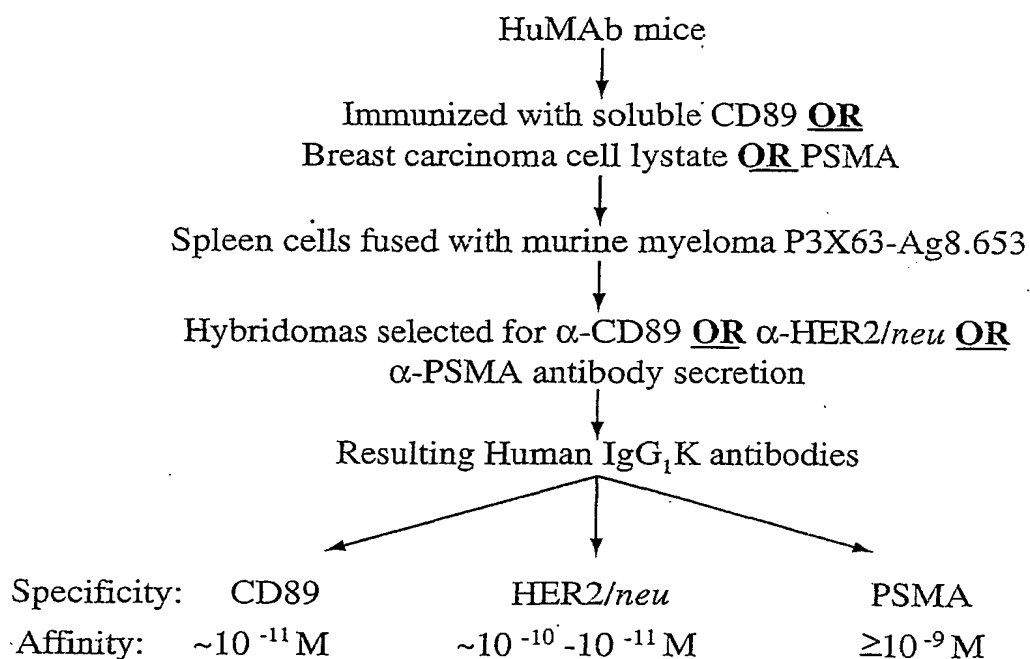 HuMAb mice
Immunized with soluble CD89 OR
Breast carcinoma cell lystate OR PSMA
Spleen cells fused with murine myeloma P3X63-Ag8.653
Hybridomas selected for α-CD89 OR α-HER2/neu OR
α-PSMA antibody secretion
Resulting Human IgG₁K antibodies
Specificity: CD89 HER2/neu PSMA
Affinity: ~10⁻¹¹ M ~10⁻¹⁰ -10⁻¹¹ M ≥10⁻⁹ M